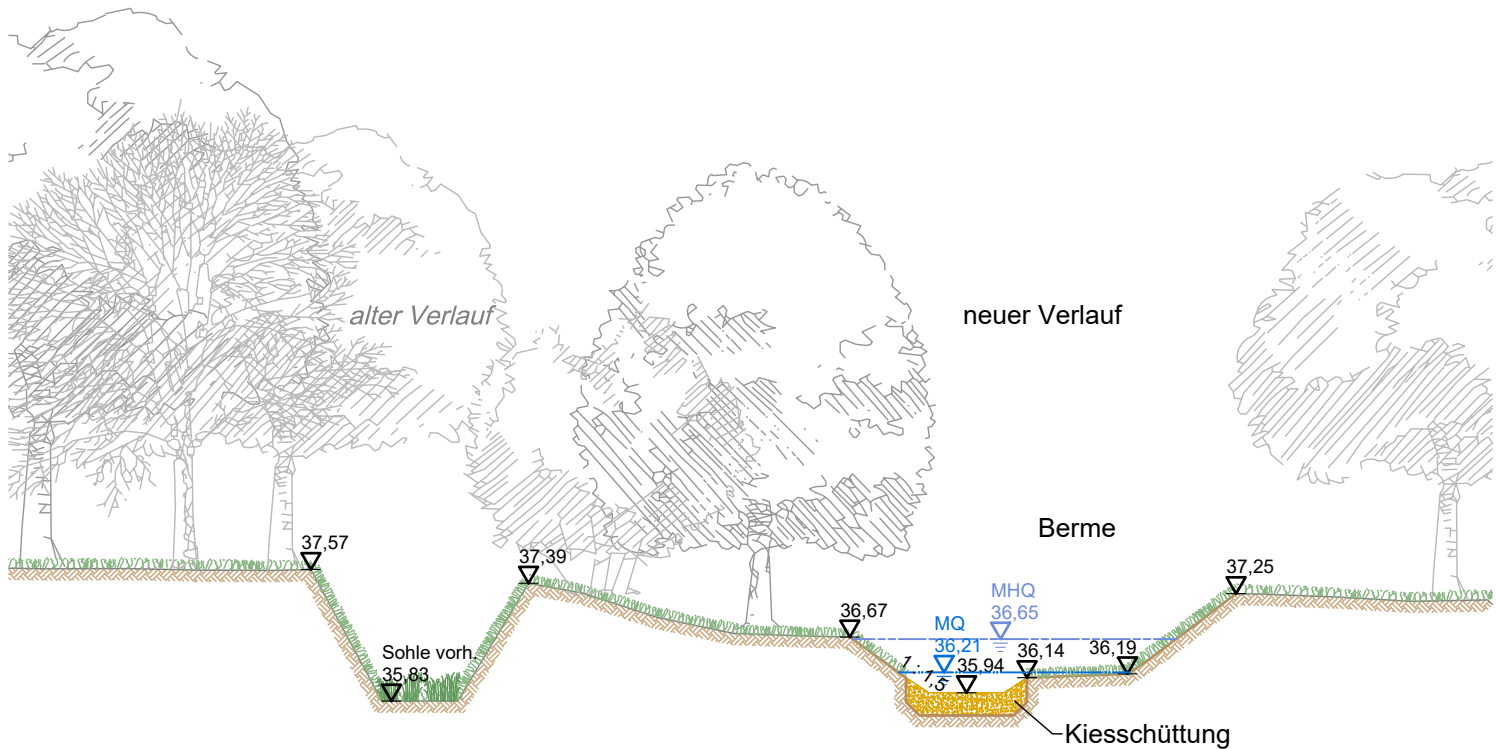 alter Verlauf
neuer Verlauf
Berme
37,57
37,39
37,25
MHQ
36,65
36,67
MQ
36,21
Sohle vorh.
35,83
1 : 1,5
35,94
36,14
36,19
Kiesschüttung